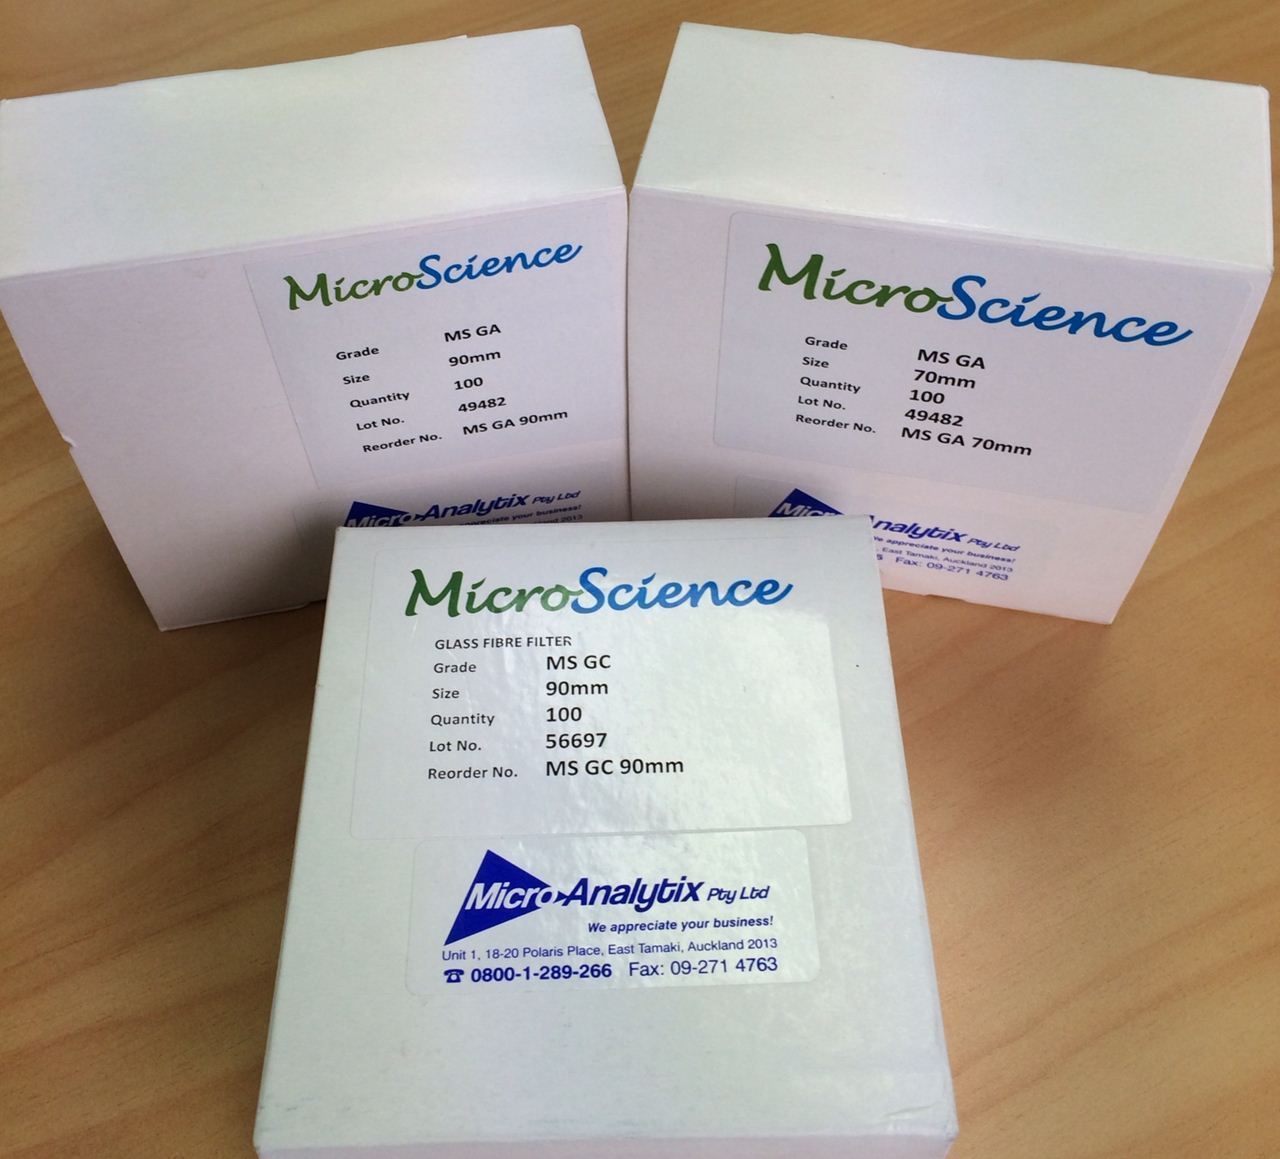 MicroScience
Grade MS GA
Size 90mm
Quantity 100
Lot No. 49482
Reorder No. MS GA 90mm
Micro Analytix Pty Ltd
appreciate your business!
2013
MicroScience
Grade MS GA
Size 70mm
Quantity 100
Lot No. 49482
Reorder No. MS GA 70mm
Micro Analytix Pty Ltd
We appreciate your business!
East Tamaki, Auckland 2013
Fax: 09-271 4763
MicroScience
GLASS FIBRE FILTER
Grade MS GC
Size 90mm
Quantity 100
Lot No. 56697
Reorder No. MS GC 90mm
Micro Analytix Pty Ltd
We appreciate your business!
Unit 1, 18-20 Polaris Place, East Tamaki, Auckland 2013
☎ 0800-1-289-266 Fax: 09-271 4763